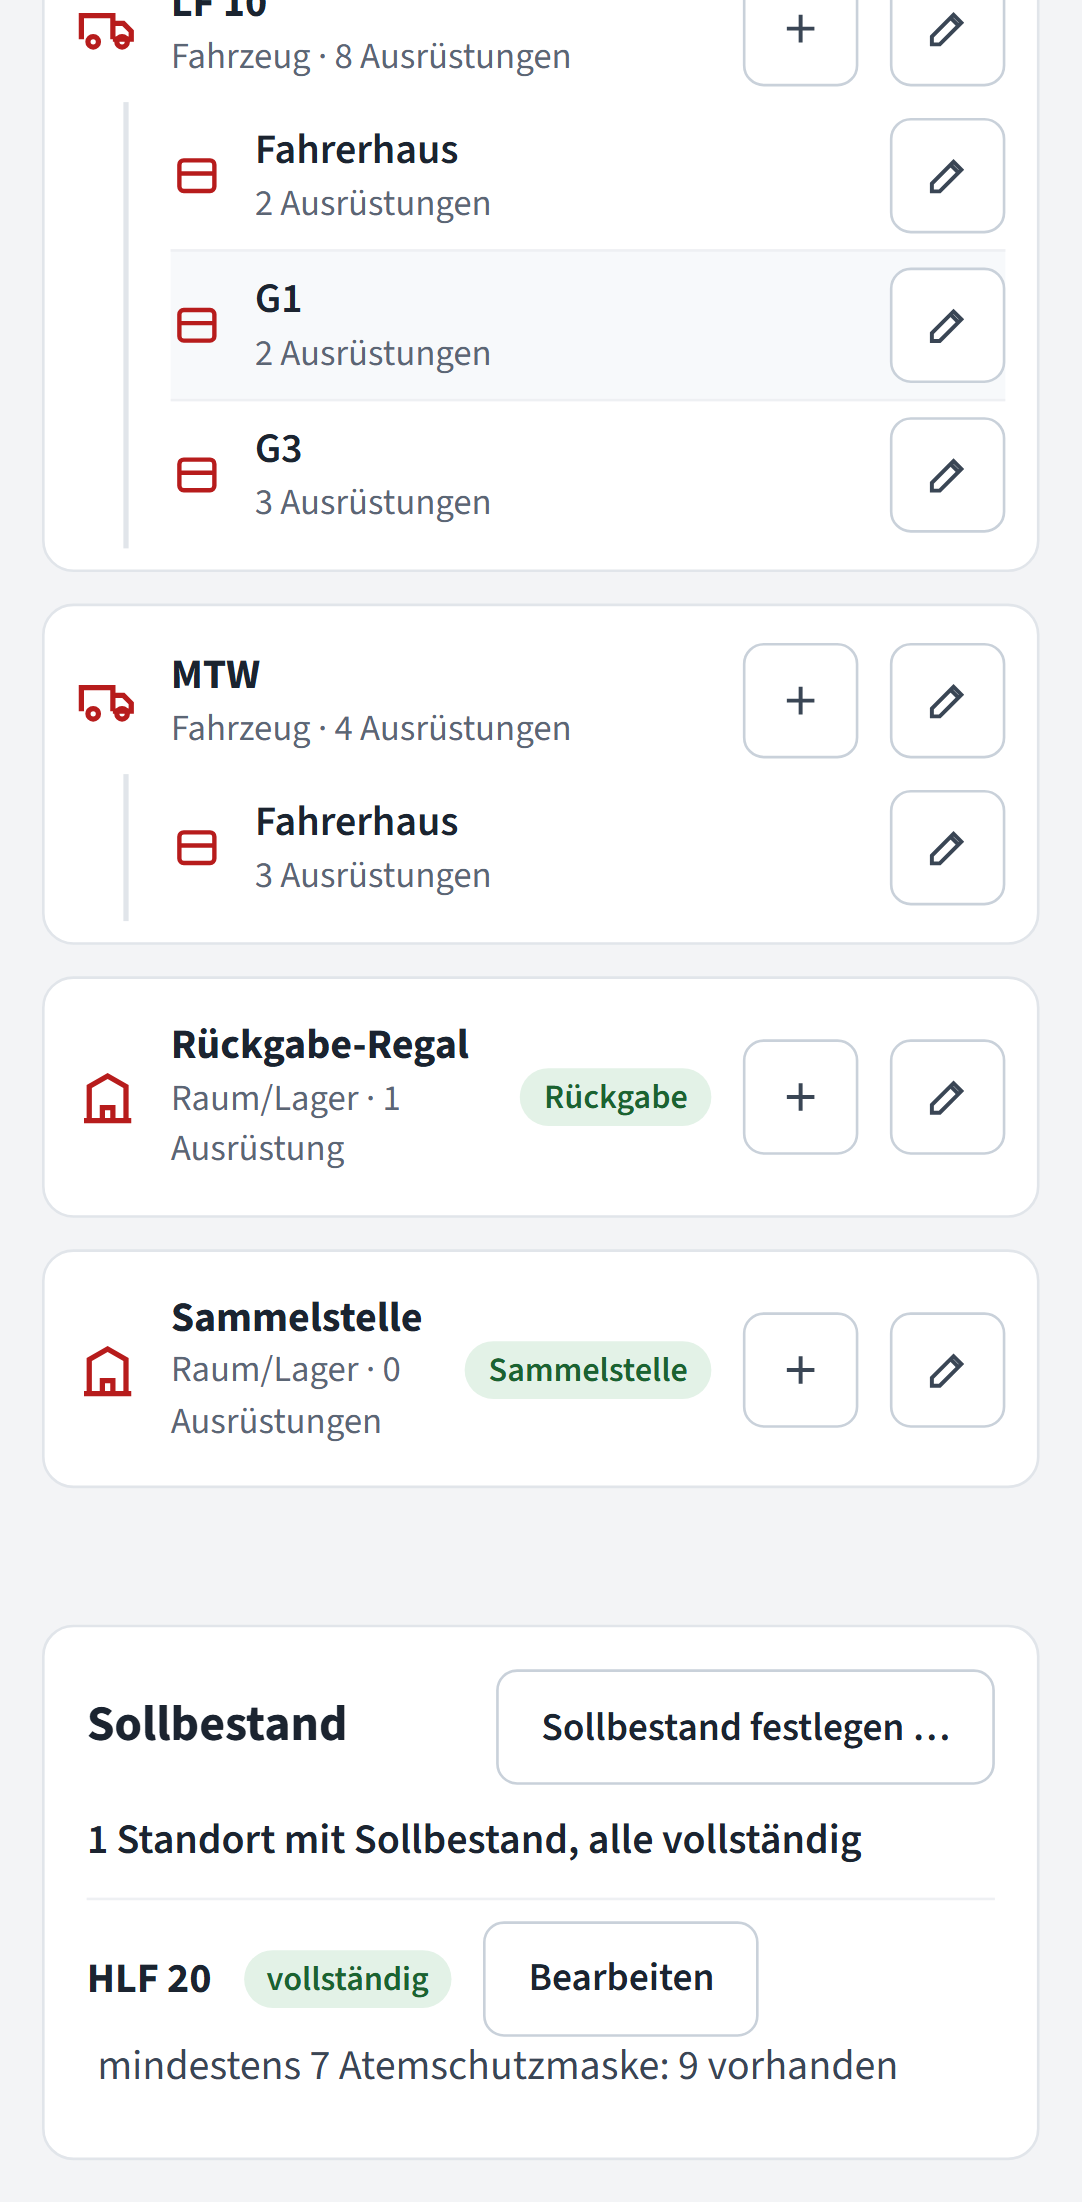 LF 10
Fahrzeug · 8 Ausrüstungen
Fahrerhaus
2 Ausrüstungen
G1
2 Ausrüstungen
G3
3 Ausrüstungen
MTW
Fahrzeug · 4 Ausrüstungen
Fahrerhaus
3 Ausrüstungen
Rückgabe-Regal
Raum/Lager · 1
Ausrüstung
Rückgabe
Sammelstelle
Raum/Lager · 0
Ausrüstungen
Sammelstelle
Sollbestand
Sollbestand festlegen …
1 Standort mit Sollbestand, alle vollständig
HLF 20
vollständig
Bearbeiten
mindestens 7 Atemschutzmaske: 9 vorhanden